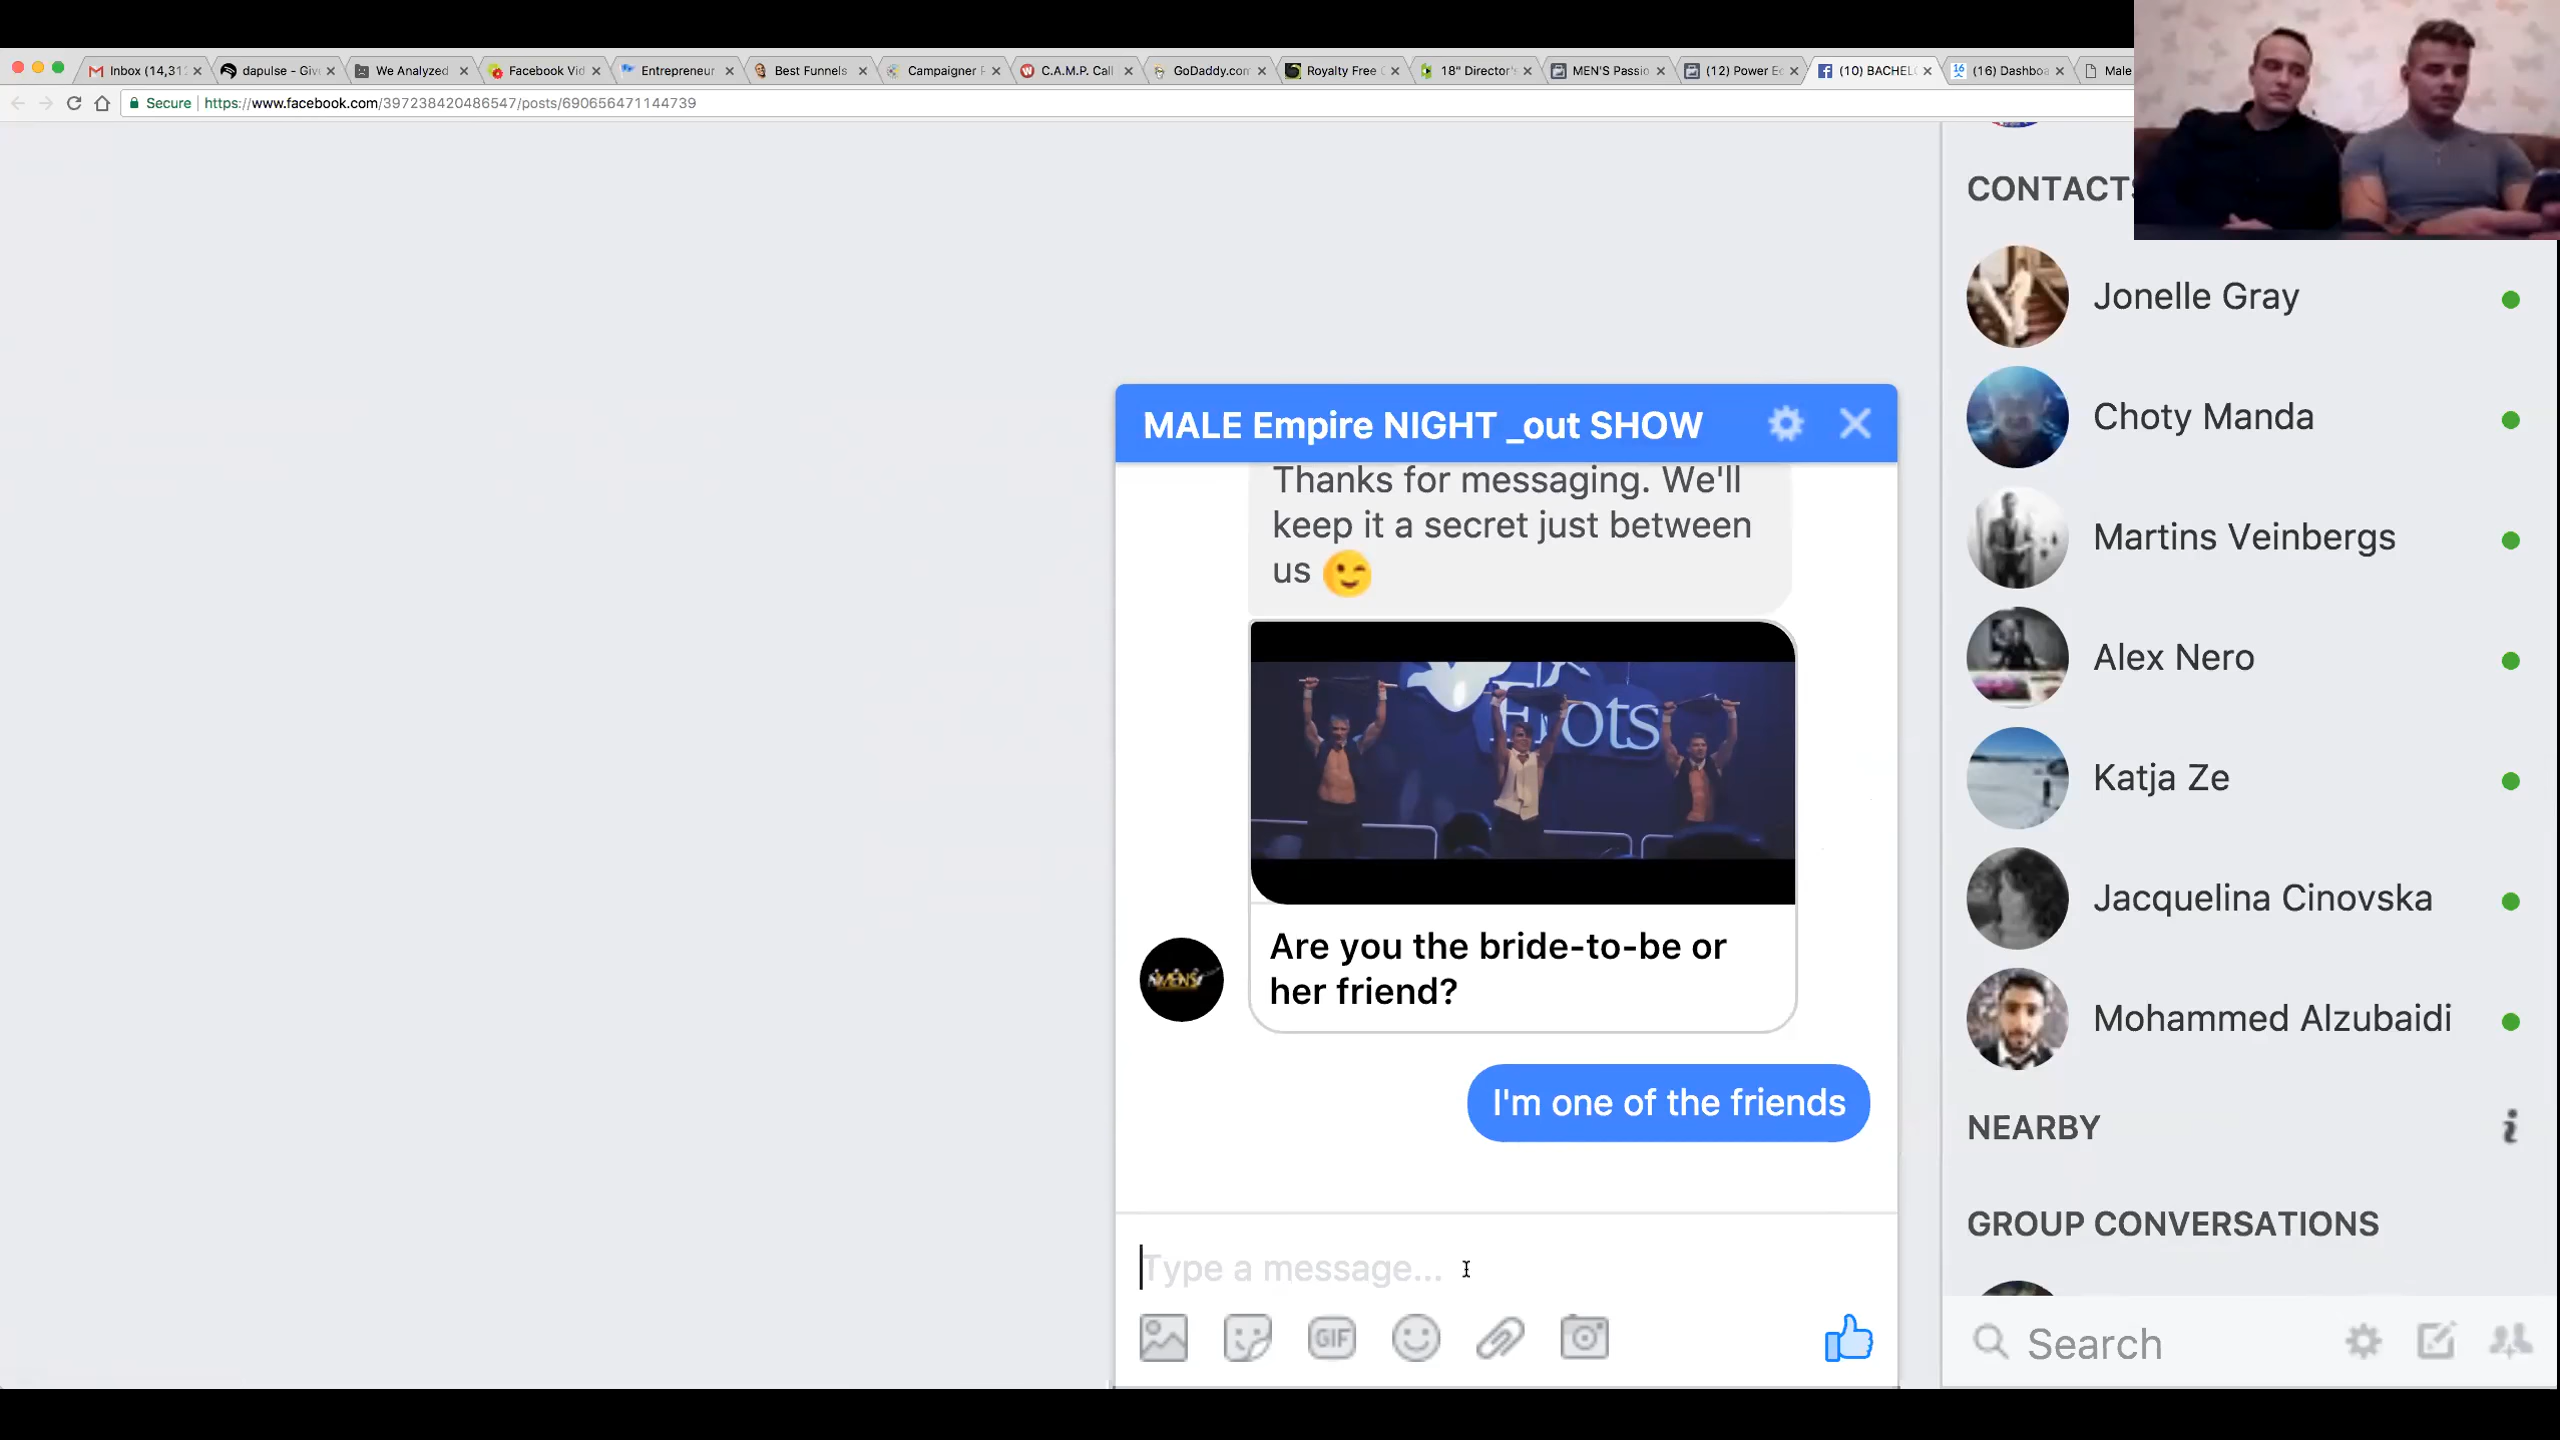 Inbox (14,31
dapulse - Giv
We Analyzed
Facebook Vid
Entrepreneur
Best Funnels
Campaigner F
C.A.M.P. Call
GoDaddy.com
Royalty Free
18" Director's
MEN'S Passio
(12) Power Ed
(10) BACHEL
16
(16) Dashboa
Male
Secure
https://www.facebook.com/397238420486547/posts/690656471144739
CONTACTS
Jonelle Gray
Choty Manda
Martins Veinbergs
Alex Nero
Katja Ze
Jacquelina Cinovska
Mohammed Alzubaidi
NEARBY
GROUP CONVERSATIONS
Search
MALE Empire NIGHT _out SHOW
Thanks for messaging. We'll
keep it a secret just between
us 😉
Are you the bride-to-be or
her friend?
MENS
I'm one of the friends
Type a message...
GIF